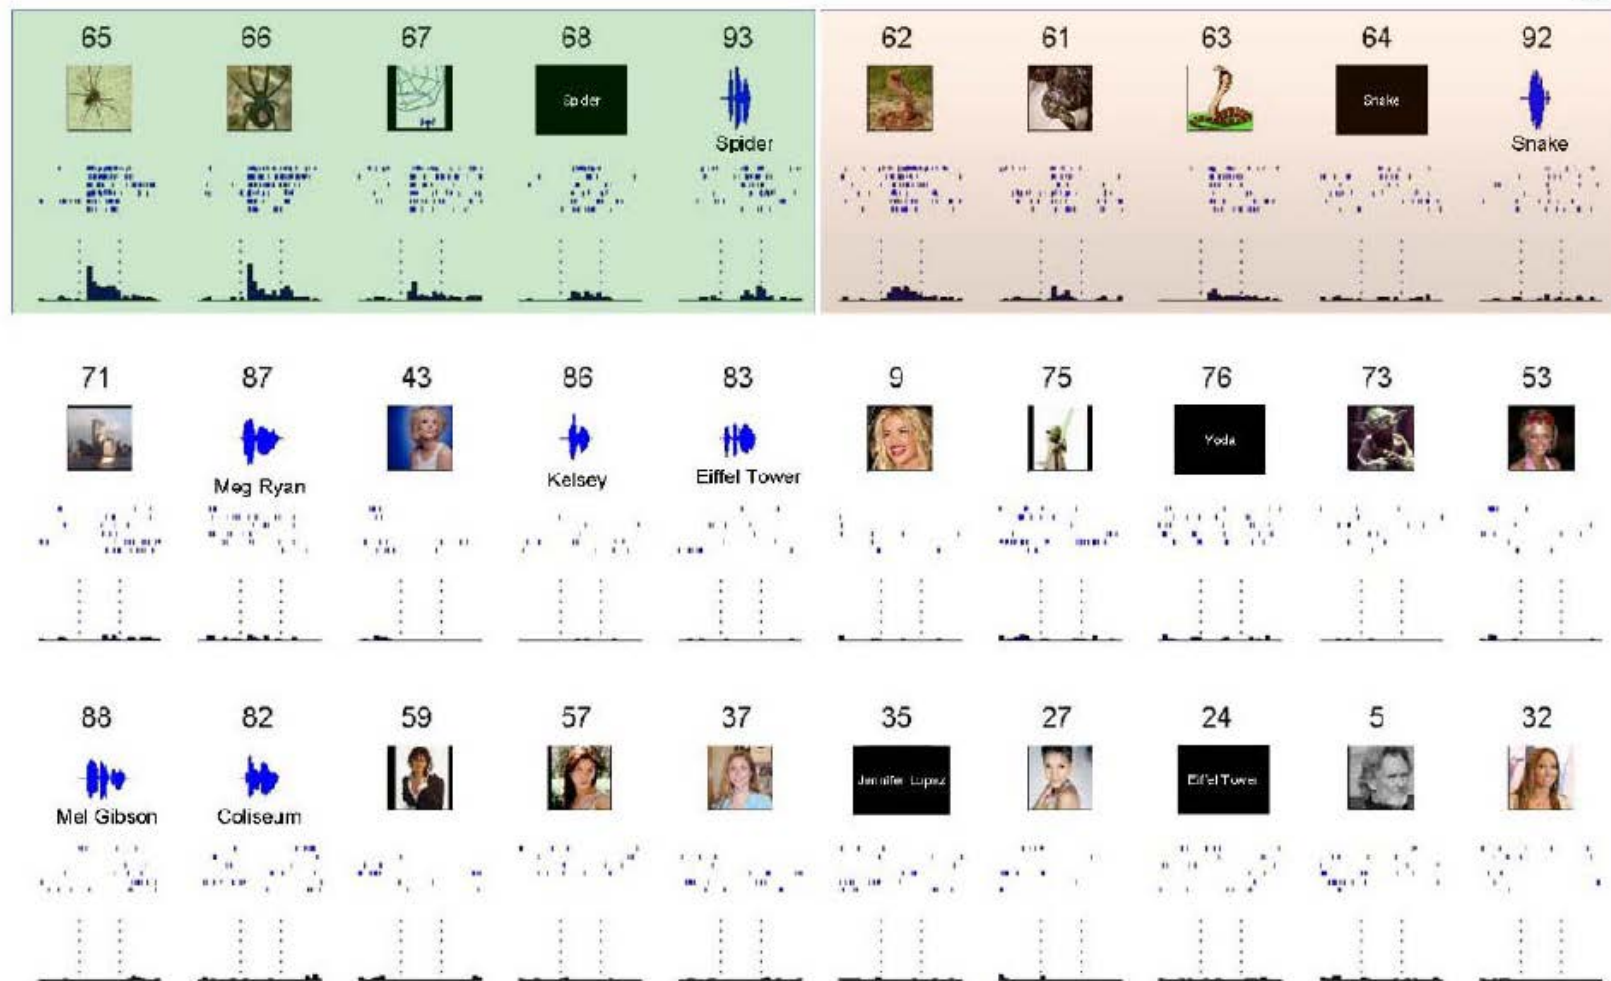 65 66 67 68 93 62 61 63 64 92
Spider Snake
Spider Snake
71 87 43 86 83 9 75 76 73 53
Yoda
Meg Ryan Kelsey Eiffel Tower
88 82 59 57 37 35 27 24 5 32
Jennifer Lopez Eiffel Tower
Mel Gibson Coliseum